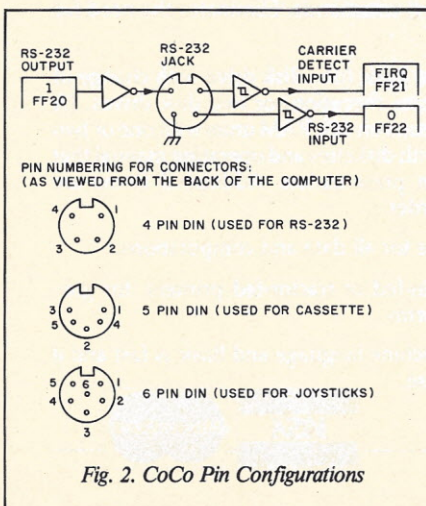 RS-232
OUTPUT
1
FF20
RS-232
JACK
CARRIER
DETECT
INPUT
FIRQ
FF21
RS-232
INPUT
0
FF22
PIN NUMBERING FOR CONNECTORS:
(AS VIEWED FROM THE BACK OF THE COMPUTER)
4 1
3 2
4 PIN DIN (USED FOR RS-232)
3 1
5 4
2
5 PIN DIN (USED FOR CASSETTE)
5 6 1
4 2
3
6 PIN DIN (USED FOR JOYSTICKS)
Fig. 2. CoCo Pin Configurations